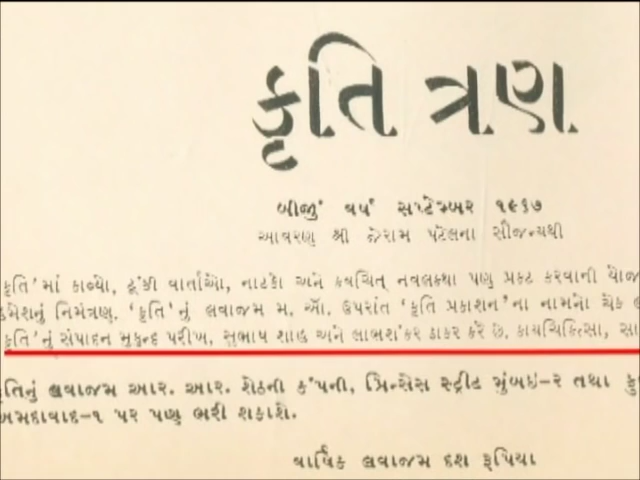 કૃતિ ત્રણ
બીજું વર્ષ સપ્ટેમ્બર ૧૯૬૭
આવરણ શ્રી જેરામ પટેલના સૌજન્યથી
કૃતિ'માં કાવ્યો, ટૂંકી વાર્તાઓ, નાટકો અને કવચિત્ નવલકથા પણ પ્રકટ કરવાની
નિમંત્રણ. 'કૃતિ'નું લવાજમ મ. ઑ. ઉપરાંત 'કૃતિ પ્રકાશન'ના નામનો ચેક
કૃતિ'નું સંપાદન મુકુન્દ પરીખ, સુભાષ શાહ અને લાભશંકર ઠાકર કરે છે. કાયચિકિત્સા,
કૃતિનું લવાજમ આર. આર. શેઠની કંપની, પ્રિન્સેસ સ્ટ્રીટ મુંબઇ-૨ તથા
અમદાવાદ-૧ પર પણ ભરી શકાશે.
વાર્ષિક લવાજમ દશ રૂપિયા